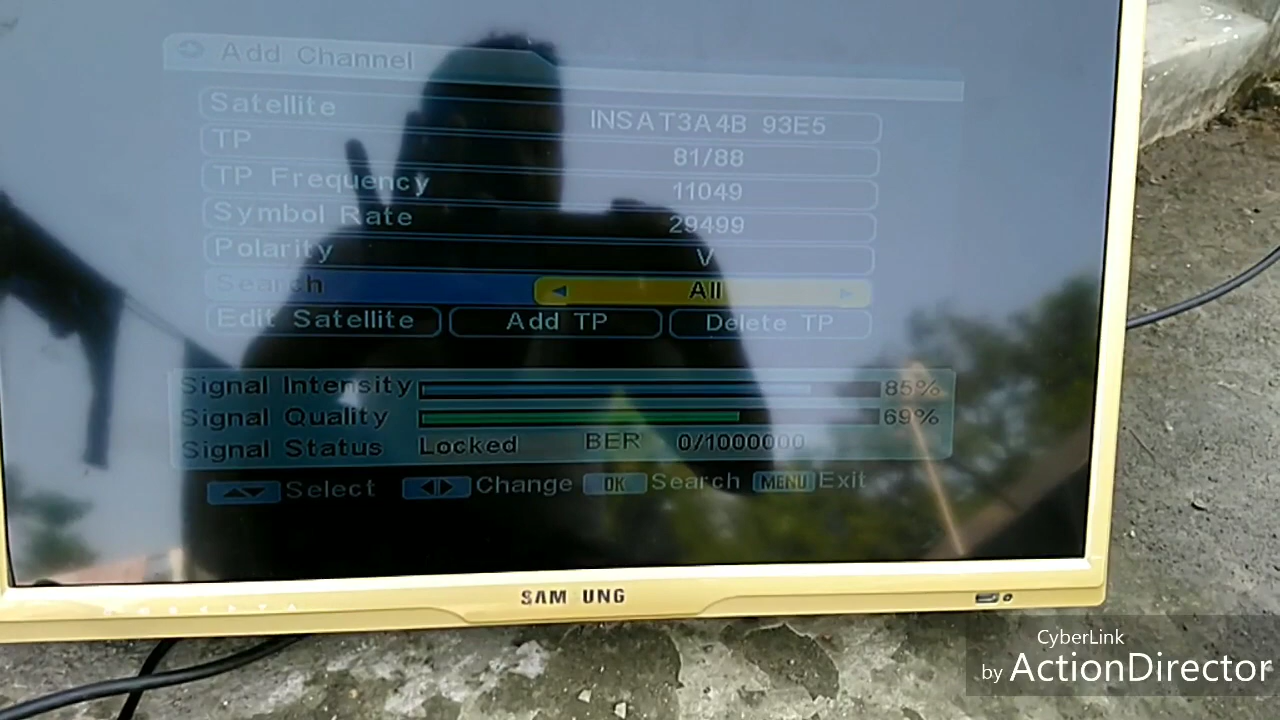 Add Channel
Satellite INSAT3A4B 93E5
TP 81/88
TP Frequency 11049
Symbol Rate 29499
Polarity V
Search All
Edit Satellite Add TP Delete TP
Signal Intensity 85%
Signal Quality 69%
Signal Status Locked BER 0/1000000
Select Change OK Search MENU Exit
SAM UNG
CyberLink
by ActionDirector